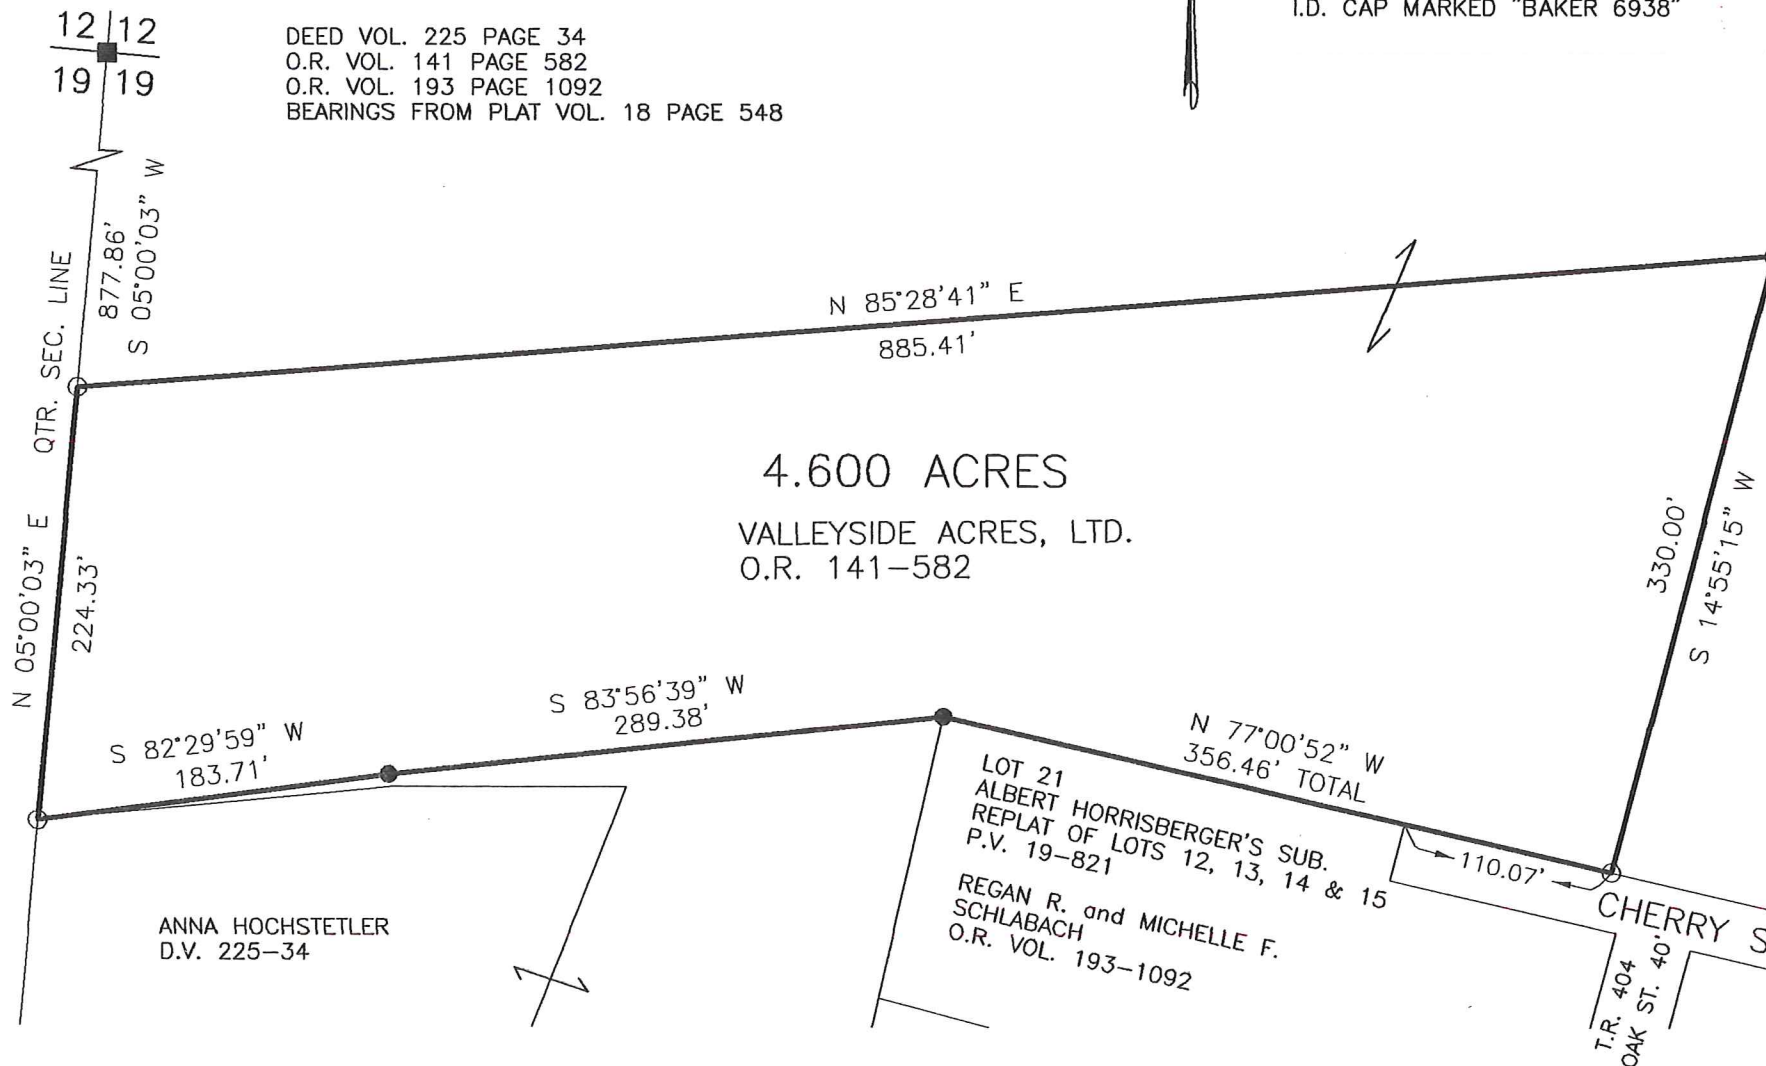 12 12
19 19
DEED VOL. 225 PAGE 34
O.R. VOL. 141 PAGE 582
O.R. VOL. 193 PAGE 1092
BEARINGS FROM PLAT VOL. 18 PAGE 548
I.D. CAP MARKED "BAKER 6938"
877.86'
S 05°00'03" W
QTR. SEC. LINE
N 85°28'41" E
885.41'
4.600 ACRES
VALLEYSIDE ACRES, LTD.
O.R. 141-582
N 05°00'03" E
224.33'
330.00'
S 14°55'15" W
S 82°29'59" W
183.71'
S 83°56'39" W
289.38'
N 77°00'52" W
356.46' TOTAL
110.07'
LOT 21
ALBERT HORRISBERGER'S SUB.
REPLAT OF LOTS 12, 13, 14 & 15
P.V. 19-821
REGAN R. and MICHELLE F.
SCHLABACH
O.R. VOL. 193-1092
ANNA HOCHSTETLER
D.V. 225-34
CHERRY S
T.R. 404
OAK ST. 40'